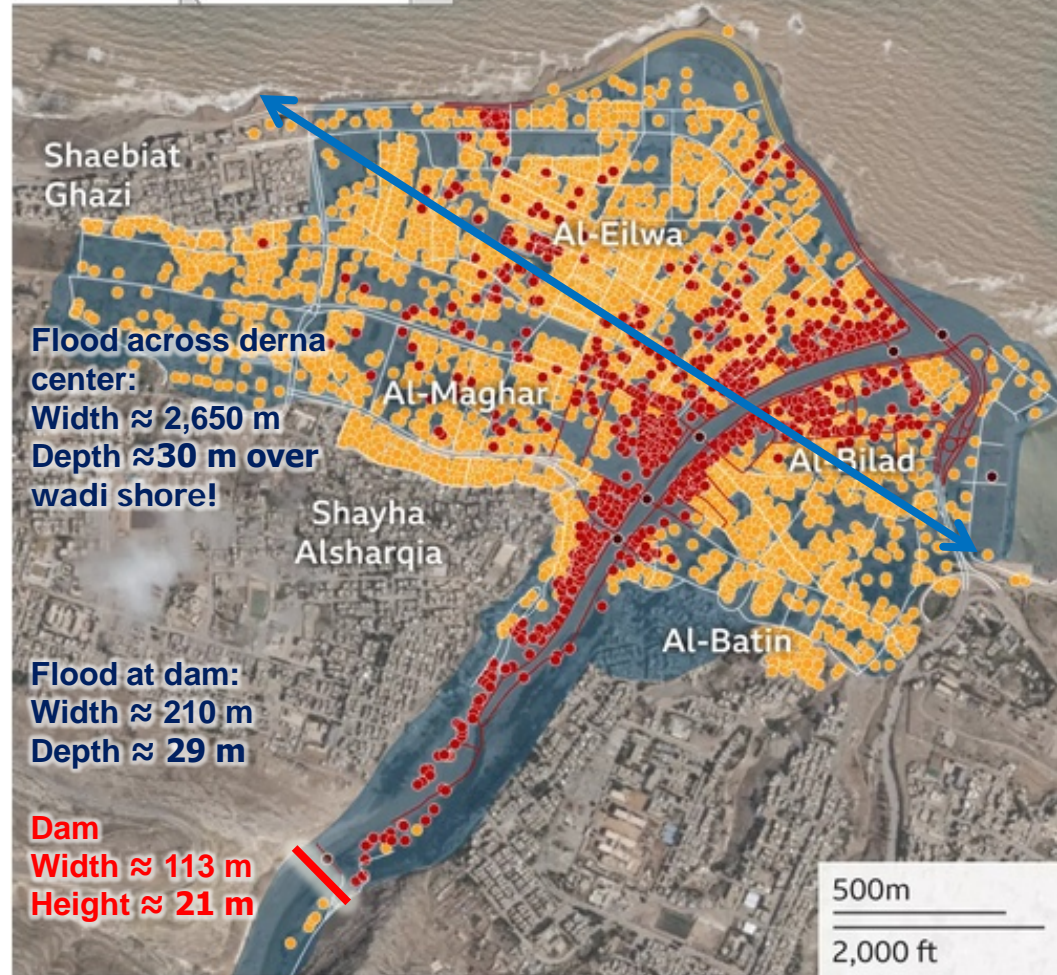 Shaebiat
Ghazi
Al-Eilwa
Flood across derna
center:
Width ≈ 2,650 m
Depth ≈30 m over
wadi shore!
Al-Maghar
Al-Bilad
Shayha
Alsharqia
Al-Batin
Flood at dam:
Width ≈ 210 m
Depth ≈ 29 m
Dam
Width ≈ 113 m
Height ≈ 21 m
500m
2,000 ft